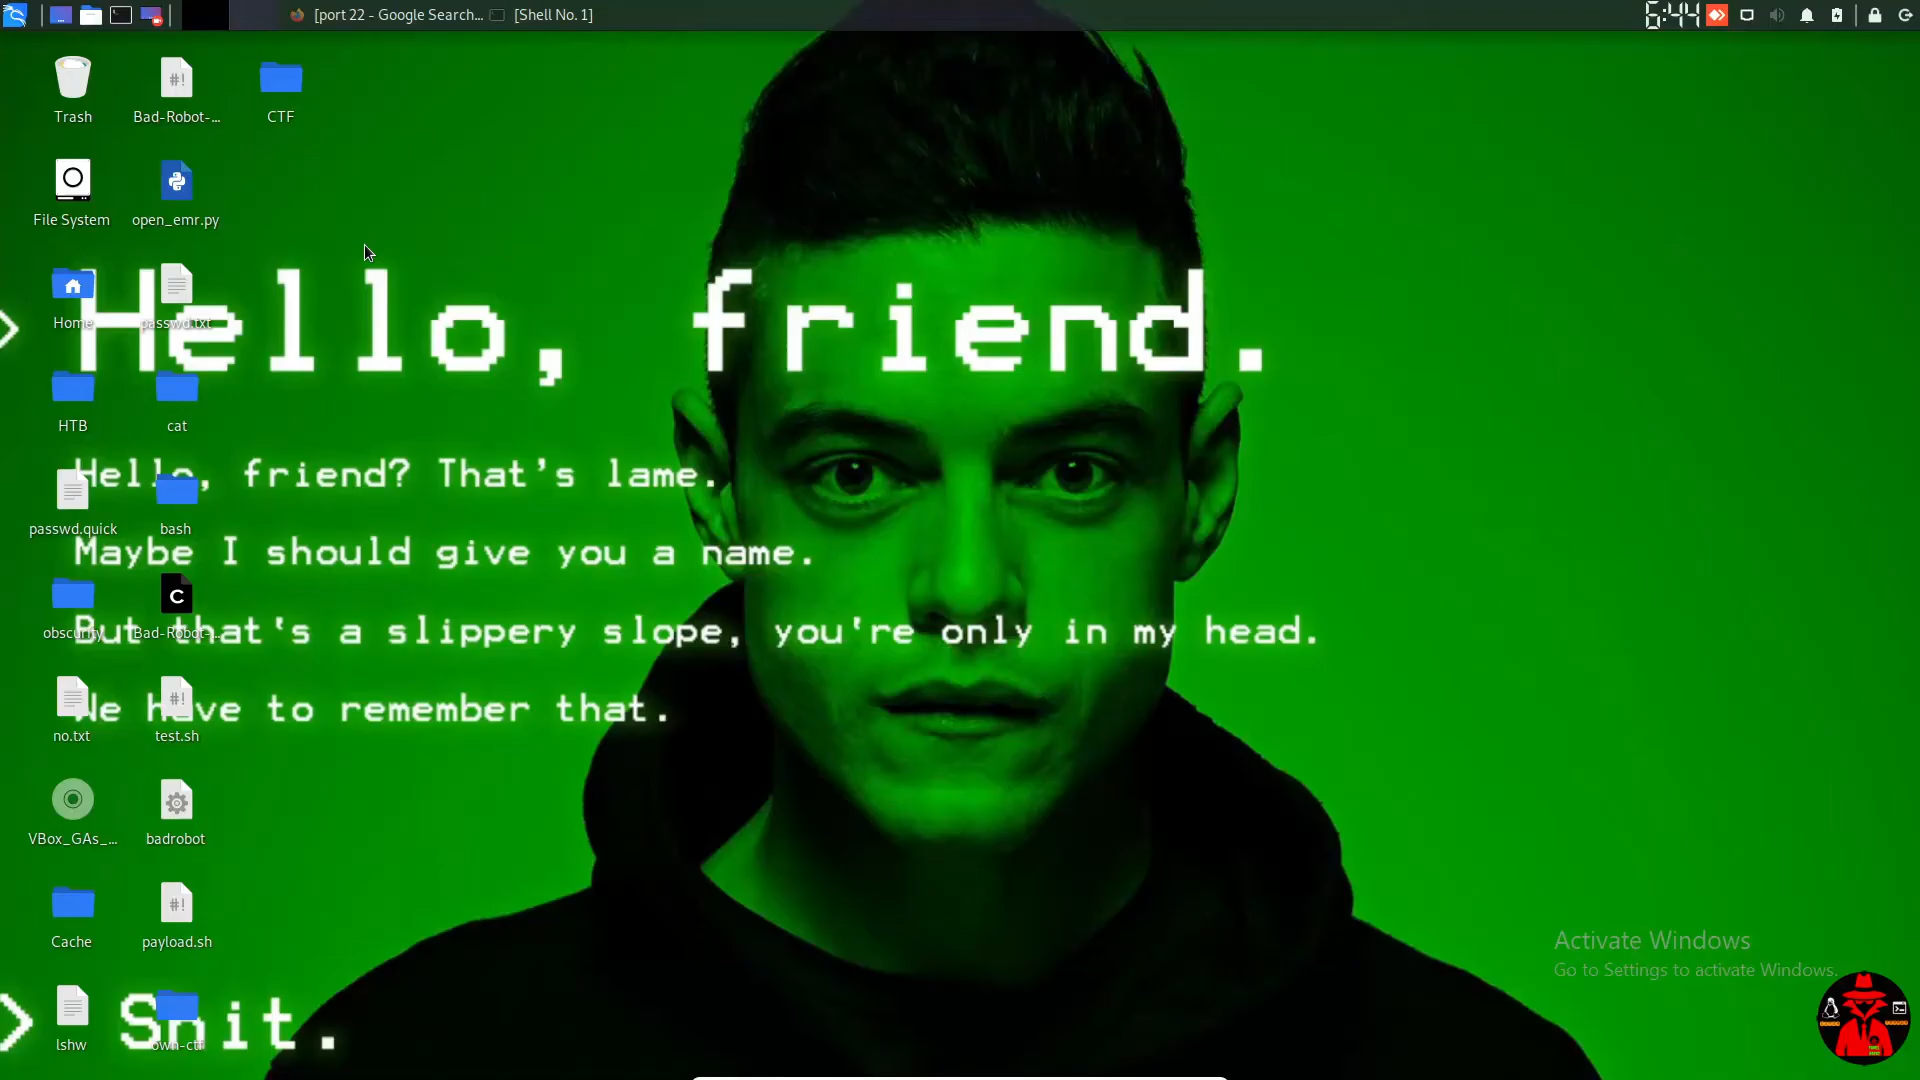 [port 22 - Google Search...
[Shell No. 1]
6:44
Trash
Bad-Robot-...
CTF
File System
open_emr.py
Home
passwd.txt
HTB
cat
passwd.quick
bash
obscurity
Bad-Robot-...
no.txt
test.sh
VBox_GAs_...
badrobot
Cache
payload.sh
lshw
own-ctf
> Hello, friend.
Hello, friend? That's lame.
Maybe I should give you a name.
But that's a slippery slope, you're only in my head.
We have to remember that.
> Shit.
Activate Windows
Go to Settings to activate Windows.